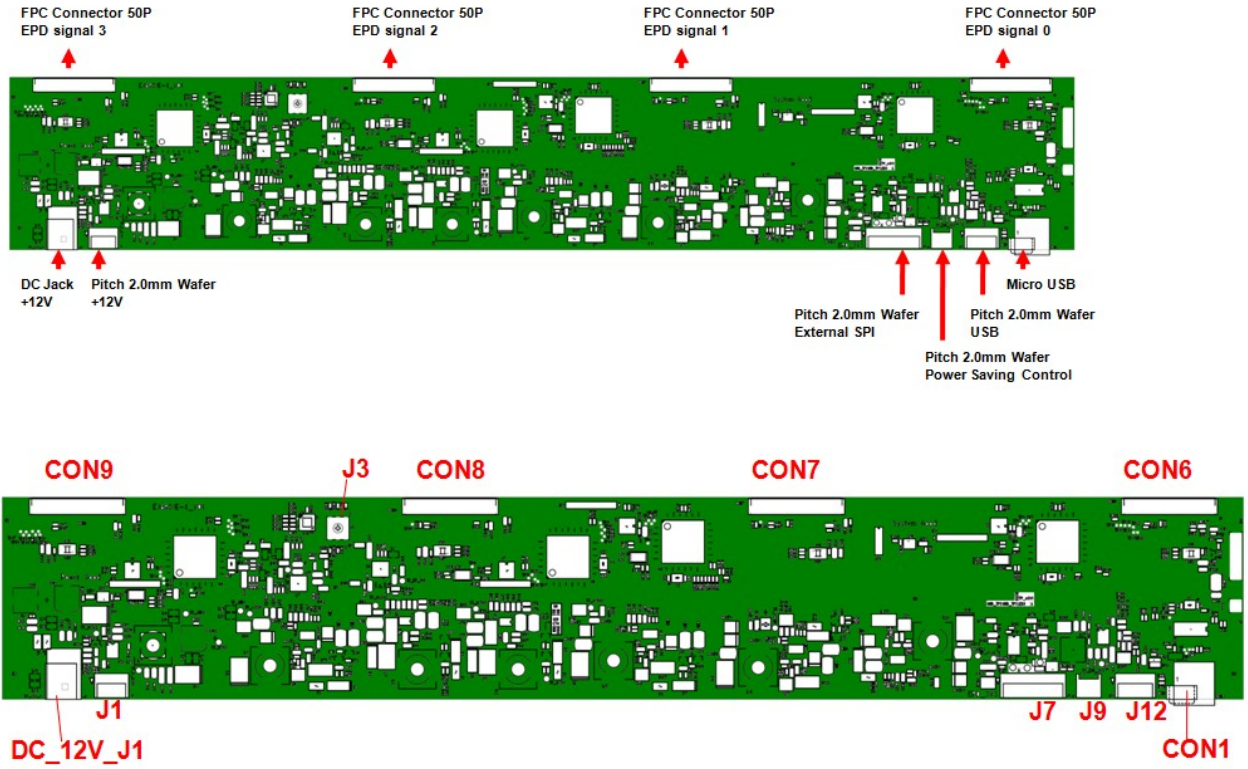 FPC Connector 50P
EPD signal 3
FPC Connector 50P
EPD signal 2
FPC Connector 50P
EPD signal 1
FPC Connector 50P
EPD signal 0
DC Jack
+12V
Pitch 2.0mm Wafer
+12V
Micro USB
Pitch 2.0mm Wafer
External SPI
Pitch 2.0mm Wafer
USB
Pitch 2.0mm Wafer
Power Saving Control
CON9
J3
CON8
CON7
CON6
J1
J7
J9
J12
DC_12V_J1
CON1